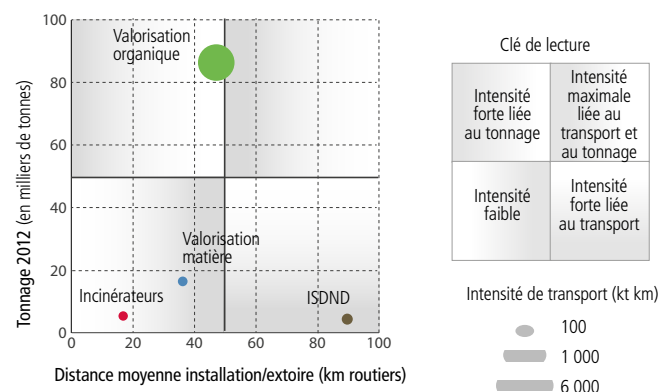 100
80
60
40
20
0
Tonnage 2012 (en milliers de tonnes)
Valorisation
organique
Valorisation
matière
Incinérateurs
ISDND
0
20
40
60
80
100
Distance moyenne installation/extoire (km routiers)
Clé de lecture
Intensité
forte liée
au tonnage
Intensité
maximale
liée au
transport et
au tonnage
Intensité
faible
Intensité
forte liée
au transport
Intensité de transport (kt km)
100
1 000
6 000